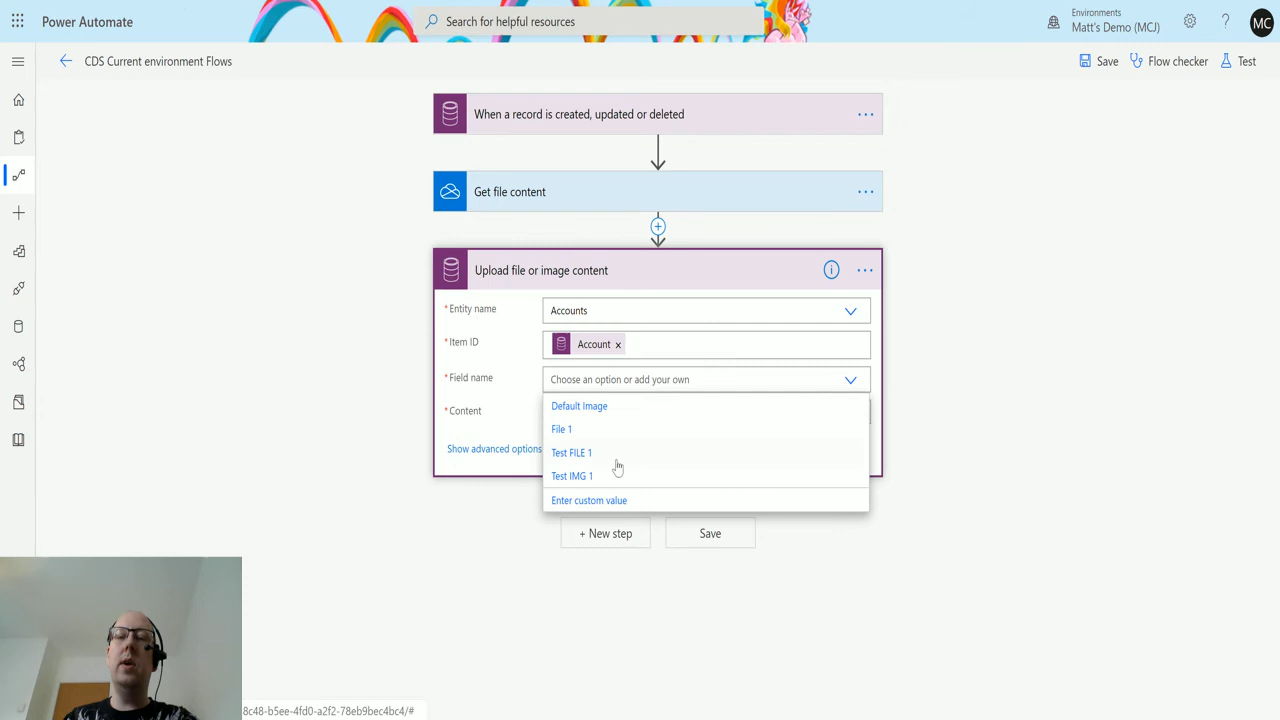 Power Automate
Search for helpful resources
Environments
Matt's Demo (MCJ)
MC
CDS Current environment Flows
Save
Flow checker
Test
When a record is created, updated or deleted
Get file content
Upload file or image content
* Entity name
Accounts
* Item ID
Account x
* Field name
Choose an option or add your own
* Content
Default Image
File 1
Show advanced options
Test FILE 1
Test IMG 1
Enter custom value
+ New step
Save
8c48-b5ee-4fd0-a2f2-78eb9bec4bc4/#